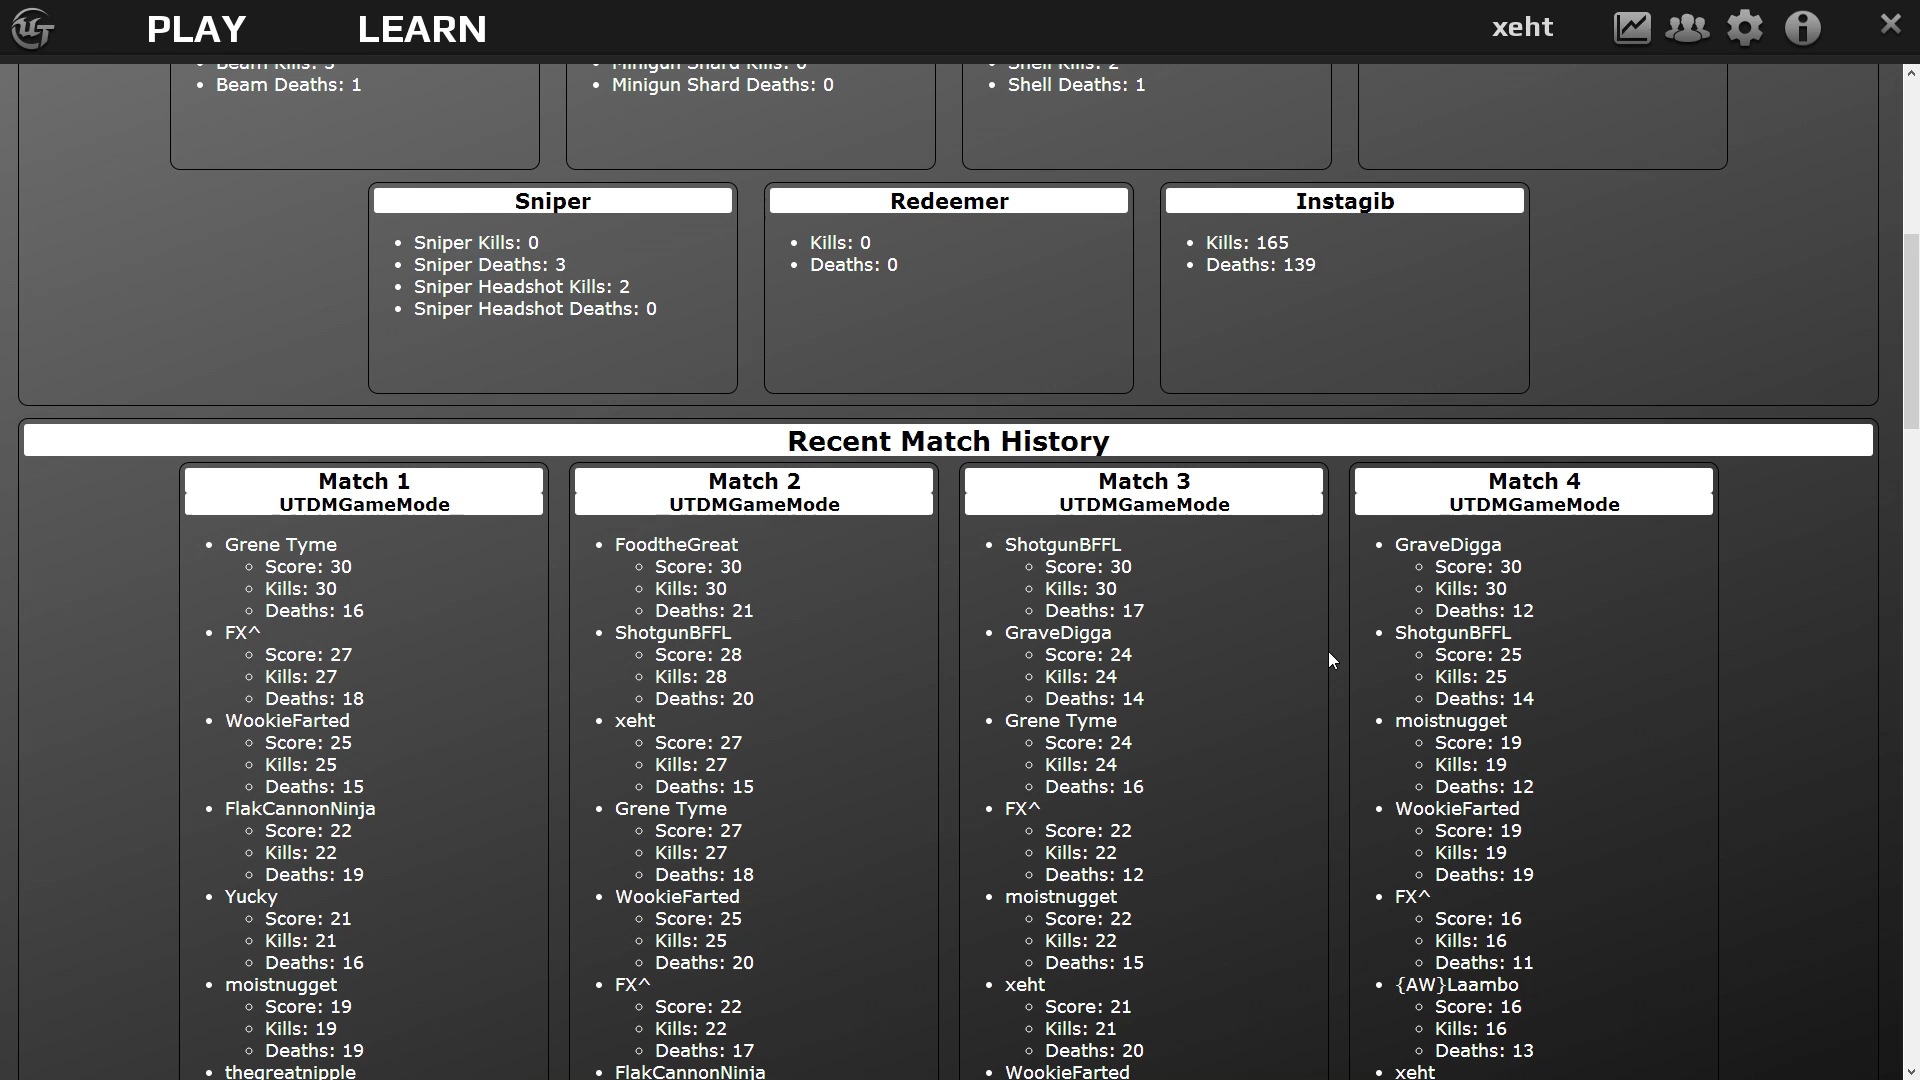 UT
PLAY
LEARN
xeht
Beam Kills: 3
Beam Deaths: 1
Minigun Shard Kills: 0
Minigun Shard Deaths: 0
Shell Kills: 2
Shell Deaths: 1
Sniper
Sniper Kills: 0
Sniper Deaths: 3
Sniper Headshot Kills: 2
Sniper Headshot Deaths: 0
Redeemer
Kills: 0
Deaths: 0
Instagib
Kills: 165
Deaths: 139
Recent Match History
Match 1
UTDMGameMode
Grene Tyme
Score: 30
Kills: 30
Deaths: 16
FX^
Score: 27
Kills: 27
Deaths: 18
WookieFarted
Score: 25
Kills: 25
Deaths: 15
FlakCannonNinja
Score: 22
Kills: 22
Deaths: 19
Yucky
Score: 21
Kills: 21
Deaths: 16
moistnugget
Score: 19
Kills: 19
Deaths: 19
thegreatnipple
Match 2
UTDMGameMode
FoodtheGreat
Score: 30
Kills: 30
Deaths: 21
ShotgunBFFL
Score: 28
Kills: 28
Deaths: 20
xeht
Score: 27
Kills: 27
Deaths: 15
Grene Tyme
Score: 27
Kills: 27
Deaths: 18
WookieFarted
Score: 25
Kills: 25
Deaths: 20
FX^
Score: 22
Kills: 22
Deaths: 17
FlakCannonNinja
Match 3
UTDMGameMode
ShotgunBFFL
Score: 30
Kills: 30
Deaths: 17
GraveDigga
Score: 24
Kills: 24
Deaths: 14
Grene Tyme
Score: 24
Kills: 24
Deaths: 16
FX^
Score: 22
Kills: 22
Deaths: 12
moistnugget
Score: 22
Kills: 22
Deaths: 15
xeht
Score: 21
Kills: 21
Deaths: 20
WookieFarted
Match 4
UTDMGameMode
GraveDigga
Score: 30
Kills: 30
Deaths: 12
ShotgunBFFL
Score: 25
Kills: 25
Deaths: 14
moistnugget
Score: 19
Kills: 19
Deaths: 12
WookieFarted
Score: 19
Kills: 19
Deaths: 19
FX^
Score: 16
Kills: 16
Deaths: 11
{AW}Laambo
Score: 16
Kills: 16
Deaths: 13
xeht